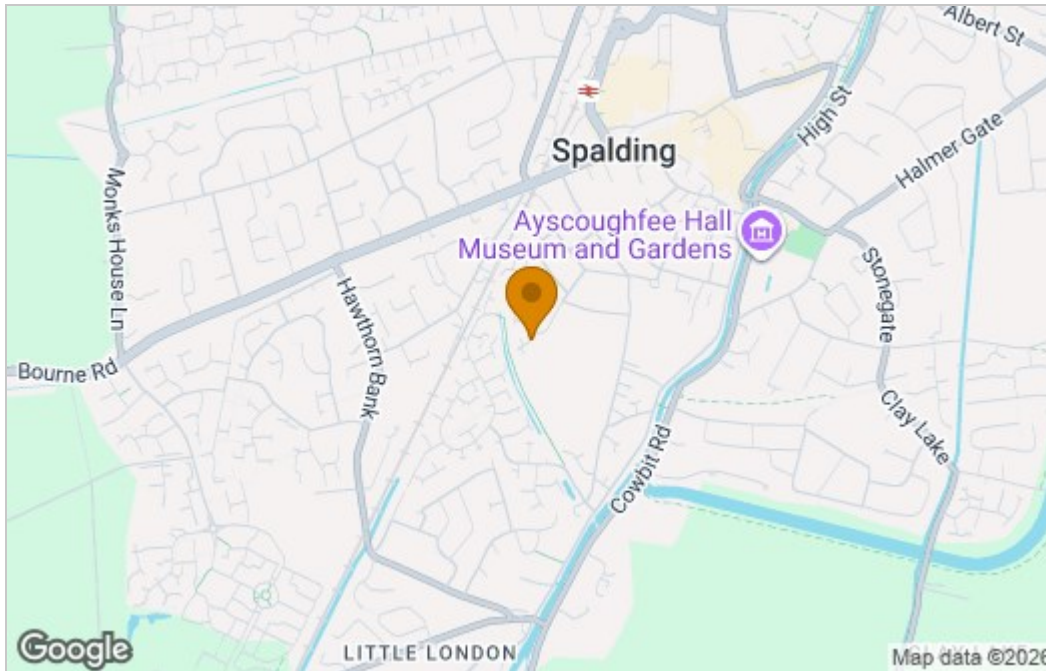 Albert St
High St
Halmer Gate
Spalding
Monks House Ln
Ayscoughfee Hall
Museum and Gardens
Stonegate
Hawthorn Bank
Bourne Rd
Clay Lake
Cowbit Rd
LITTLE LONDON
Google
Map data ©2026